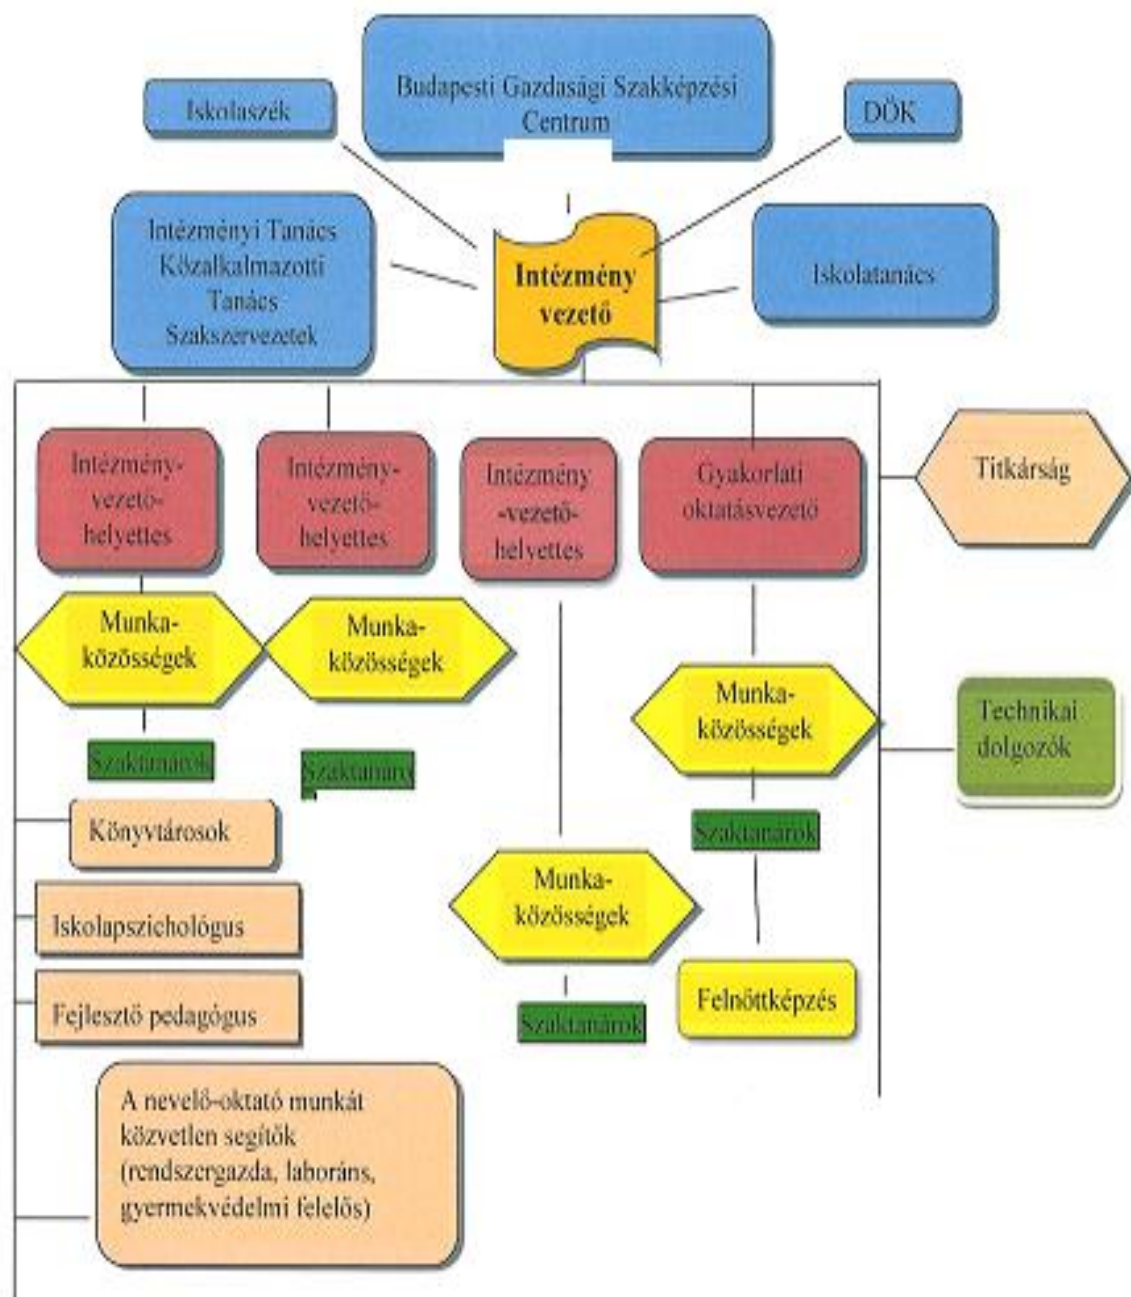 Budapesti Gazdasági Szakképzési
Centrum
Iskolaszék
DÖK
Intézményi Tanács
Közalkalmazotti
Tanács
Szakszervezetek
Intézmény
vezető
Iskolatanács
Intézmény-
vezető-
helyettes
Intézmény-
vezető-
helyettes
Intézmény
-vezető-
helyettes
Gyakorlati
oktatásvezető
Titkárság
Munka-
közösségek
Munka-
közösségek
Munka-
közösségek
Technikai
dolgozók
Szaktanárok
Szaktanáro
Könyvtárosok
Szaktanárok
Munka-
közösségek
Iskolapszichológus
Felnőttképzés
Fejlesztő pedagógus
Szaktanárok
A nevelő-oktató munkát
közvetlen segítők
(rendszergazda, laboráns,
gyermekvédelmi felelős)